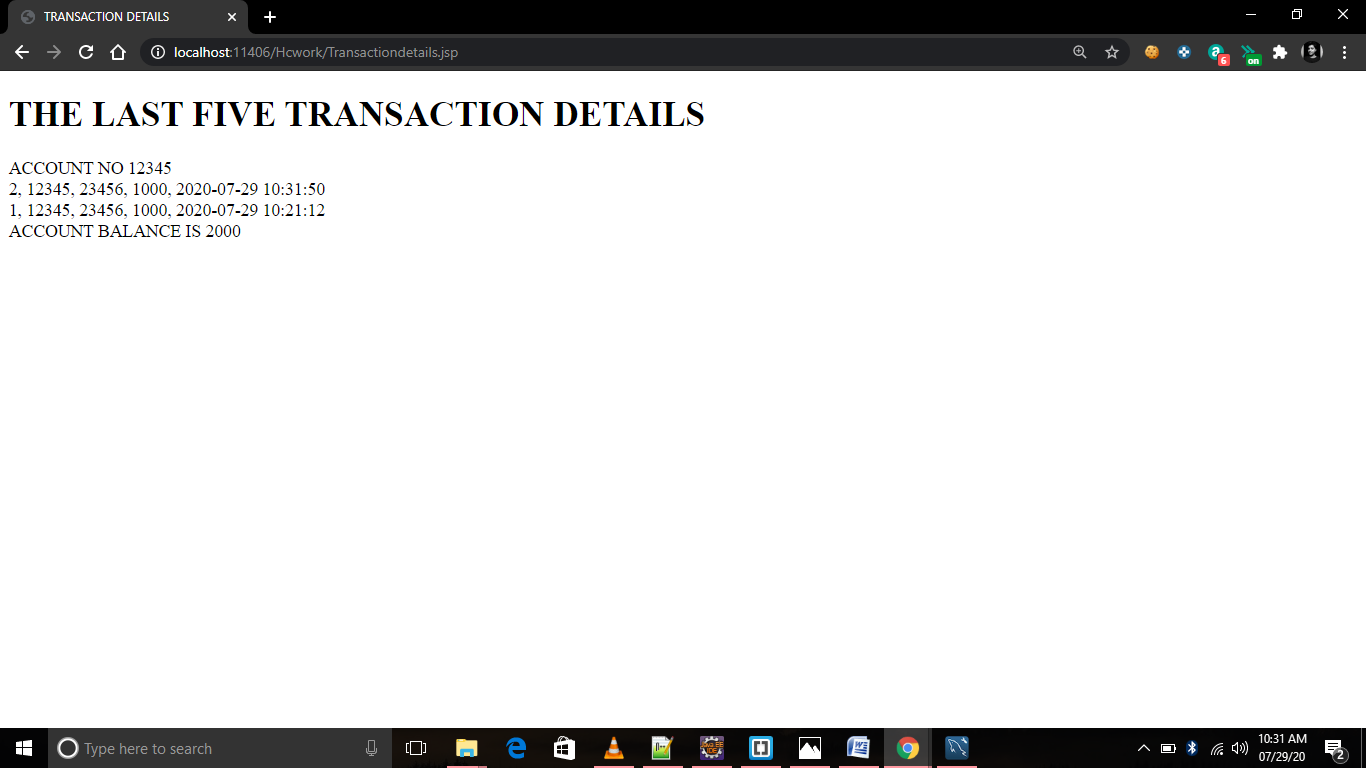 TRANSACTION DETAILS
localhost:11406/Hcwork/Transactiondetails.jsp
6
on
THE LAST FIVE TRANSACTION DETAILS
ACCOUNT NO 12345
2, 12345, 23456, 1000, 2020-07-29 10:31:50
1, 12345, 23456, 1000, 2020-07-29 10:21:12
ACCOUNT BALANCE IS 2000
Type here to search
10:31 AM
07/29/20
2